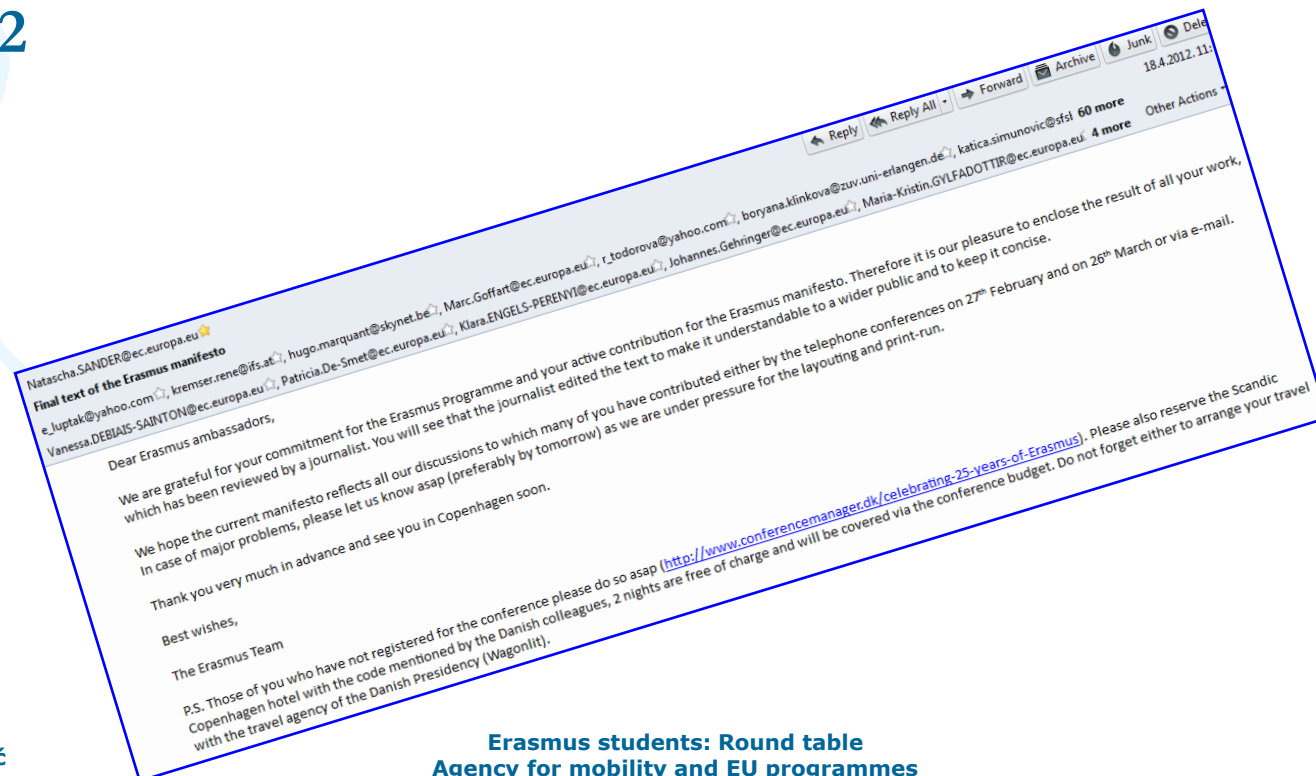 2
Reply Reply All Forward Archive Junk Dele
Natascha.SANDER@ec.europa.eu 18.4.2012. 11:
Final text of the Erasmus manifesto
e_luptak@yahoo.com, kremser.rene@ifs.at, hugo.marquant@skynet.be, Marc.Goffart@ec.europa.eu, r_todorova@yahoo.com, boryana.klinkova@zuv.uni-erlangen.de, katica.simunovic@sfsl 60 more
Vanessa.DEBIAIS-SAINTON@ec.europa.eu, Patricia.De-Smet@ec.europa.eu, Klara.ENGELS-PERENYI@ec.europa.eu, Johannes.Gehringer@ec.europa.eu, Maria-Kristin.GYLFADOTTIR@ec.europa.eu 4 more Other Actions
Dear Erasmus ambassadors,
We are grateful for your commitment for the Erasmus Programme and your active contribution for the Erasmus manifesto. Therefore it is our pleasure to enclose the result of all your work,
which has been reviewed by a journalist. You will see that the journalist edited the text to make it understandable to a wider public and to keep it concise.
We hope the current manifesto reflects all our discussions to which many of you have contributed either by the telephone conferences on 27th February and on 26th March or via e-mail.
In case of major problems, please let us know asap (preferably by tomorrow) as we are under pressure for the layouting and print-run.
Thank you very much in advance and see you in Copenhagen soon.
Best wishes,
The Erasmus Team
P.S. Those of you who have not registered for the conference please do so asap (http://www.conferencemanager.dk/celebrating-25-years-of-Erasmus). Please also reserve the Scandic
Copenhagen hotel with the code mentioned by the Danish colleagues, 2 nights are free of charge and will be covered via the conference budget. Do not forget either to arrange your travel
with the travel agency of the Danish Presidency (Wagonlit).
ć
Erasmus students: Round table
Agency for mobility and EU programmes